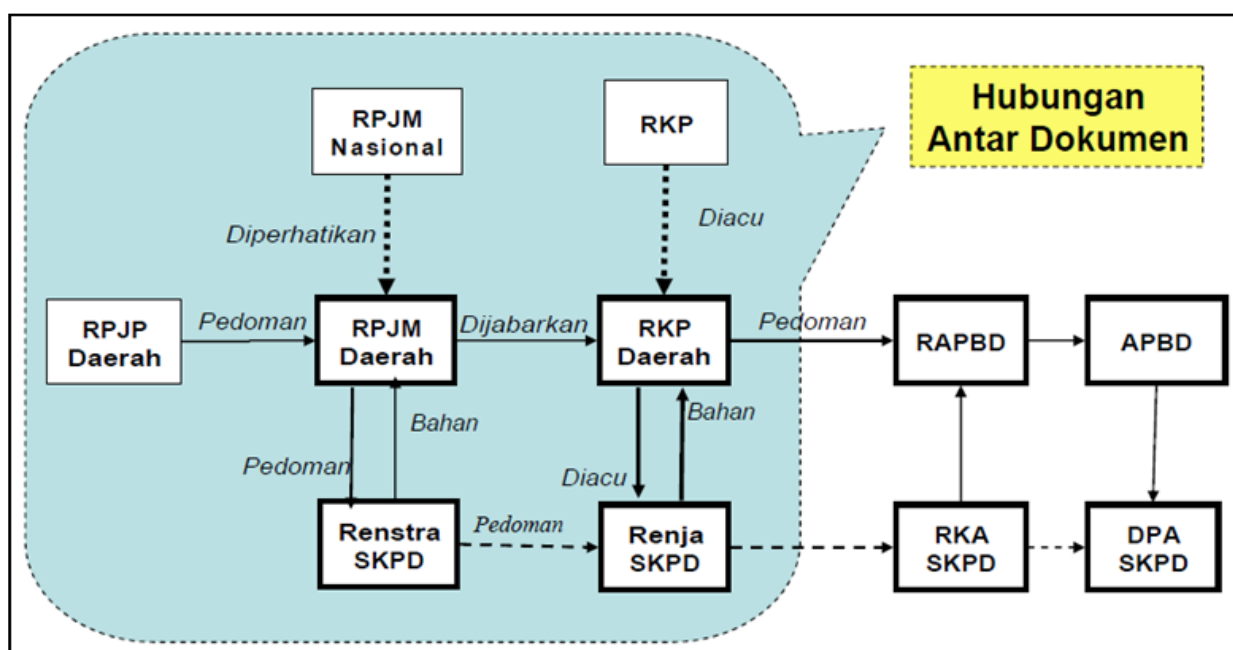 Hubungan
Antar Dokumen
RPJM
Nasional
RKP
Diperhatikan
Diacu
RPJP
Daerah
Pedoman
RPJM
Daerah
Dijabarkan
RKP
Daerah
Pedoman
RAPBD
APBD
Pedoman
Bahan
Diacu
Bahan
Renstra
SKPD
Pedoman
Renja
SKPD
RKA
SKPD
DPA
SKPD